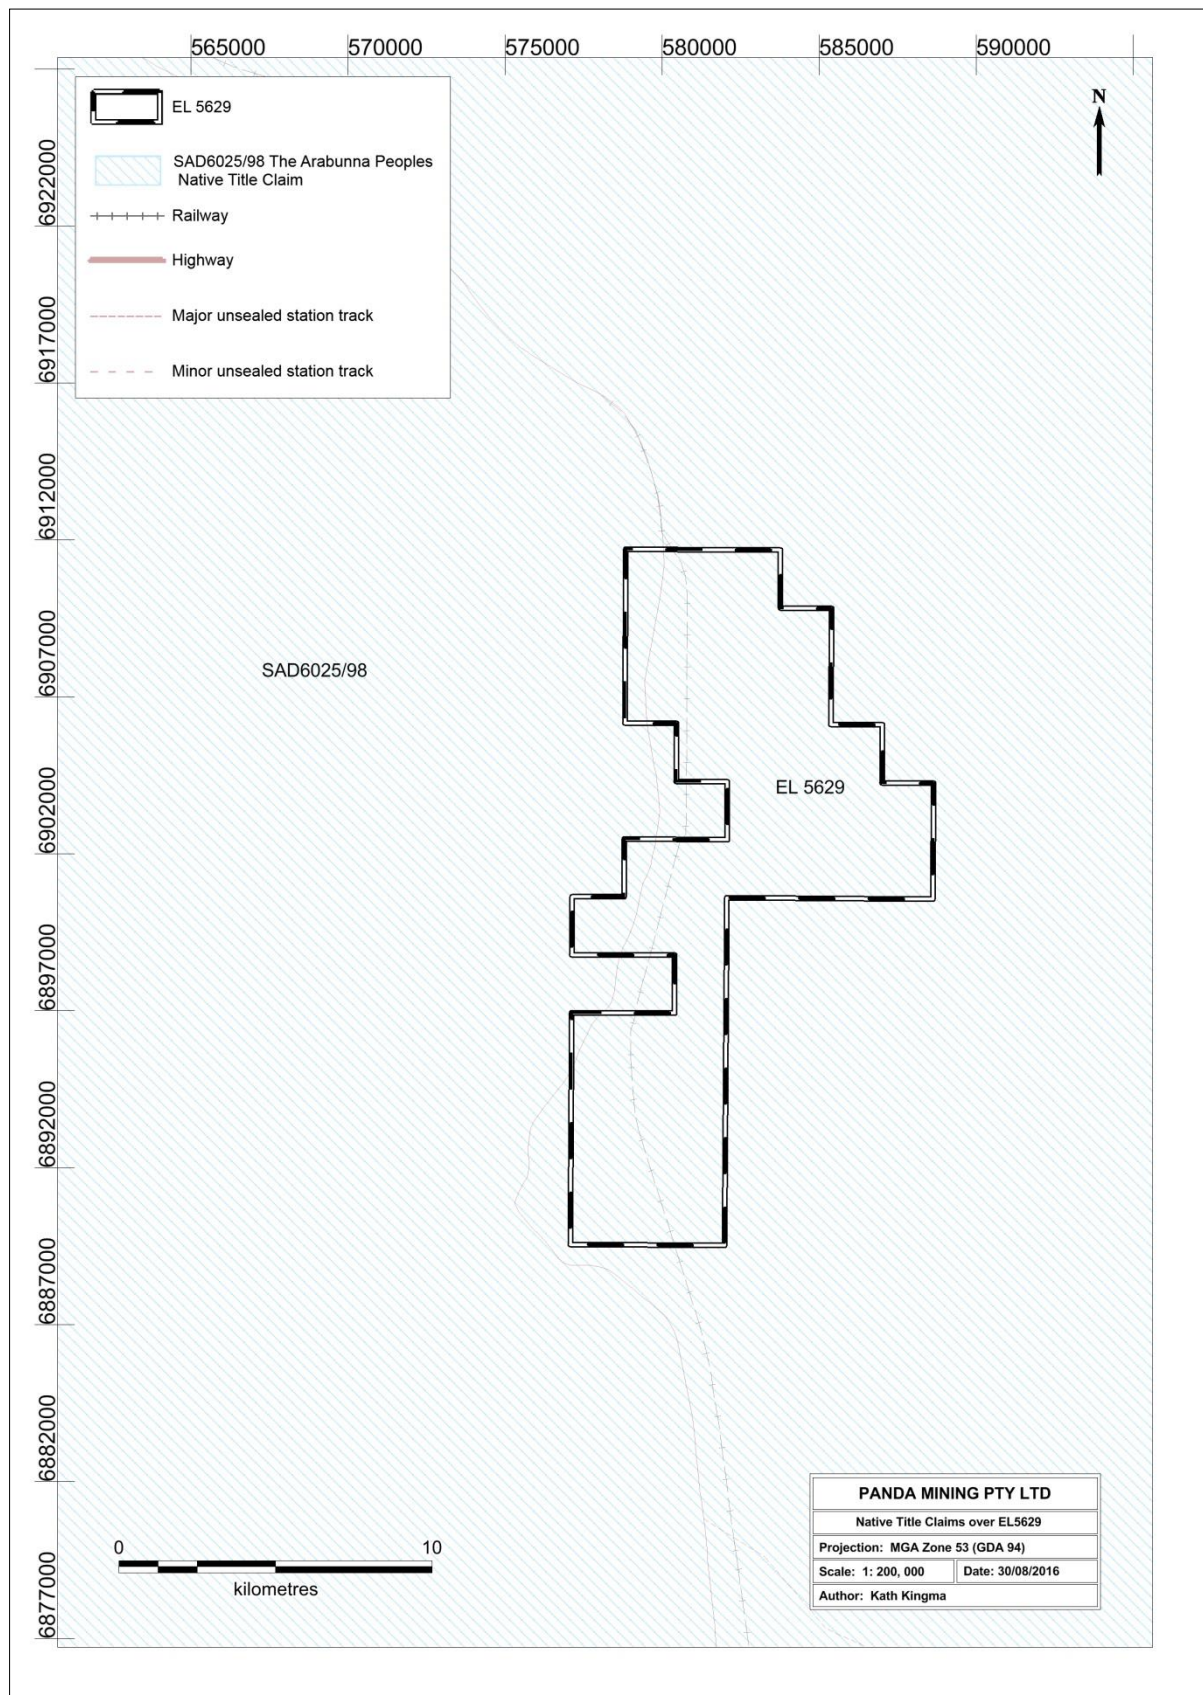 565000 570000 575000 580000 585000 590000
EL 5629
SAD6025/98 The Arabunna Peoples
Native Title Claim
Railway
Highway
Major unsealed station track
Minor unsealed station track
N
6922000
6917000
6912000
6907000
6902000
6897000
6892000
6887000
6882000
6877000
SAD6025/98
EL 5629
0 10
kilometres
PANDA MINING PTY LTD
Native Title Claims over EL5629
Projection: MGA Zone 53 (GDA 94)
Scale: 1: 200, 000 Date: 30/08/2016
Author: Kath Kingma